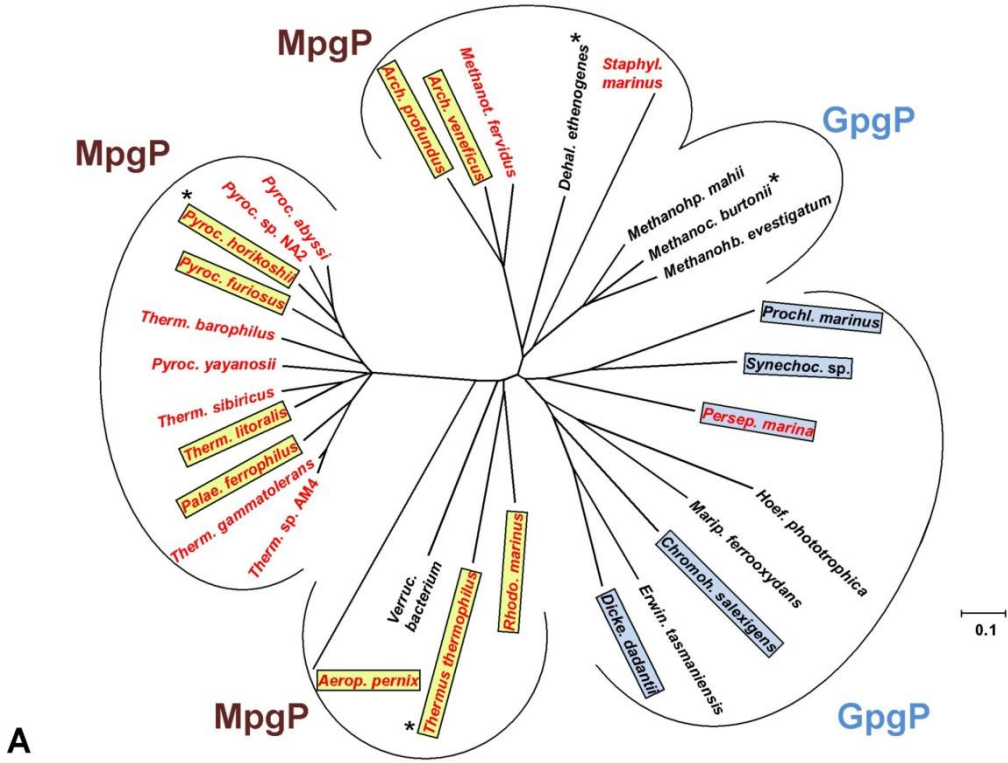 MpgP
Arch. profundus
Arch. veneficus
Methanot. fervidus
Dehal. ethenogenes
*
Staphyl.
marinus
GpgP
Methanohp. mahii
Methanoc. burtonii
*
Methanohb. evestigatum
MpgP
*
Pyroc. abyssi
Pyroc. sp. NA2
Pyroc. horikoshii
Pyroc. furiosus
Therm. barophilus
Pyroc. yayanosii
Therm. sibiricus
Therm. litoralis
Palae. ferrophilus
Therm. gammatolerans
Therm. sp. AM4
Prochl. marinus
Synechoc. sp.
Persep. marina
Hoef. phototrophica
Marip. ferrooxydans
Chromoh. salexigens
Erwin. tasmaniensis
Dicke. dadantii
GpgP
Verruc.
bacterium
Rhodo. marinus
Thermus thermophilus
*
Aerop. pernix
MpgP
0.1
A